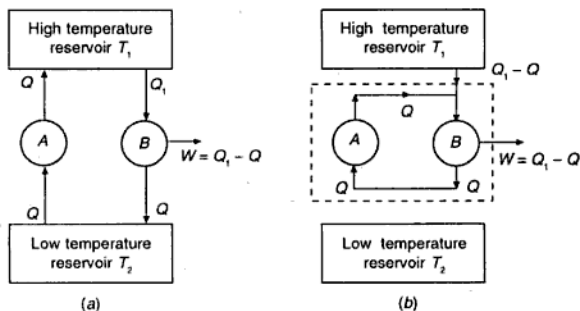 High temperature
reservoir T₁
Q
Q₁
A
B
W = Q₁ – Q
Q
Q
Low temperature
reservoir T₂
(a)
High temperature
reservoir T₁
Q₁ – Q
Q
A
B
W = Q₁ – Q
Q
Q
Low temperature
reservoir T₂
(b)